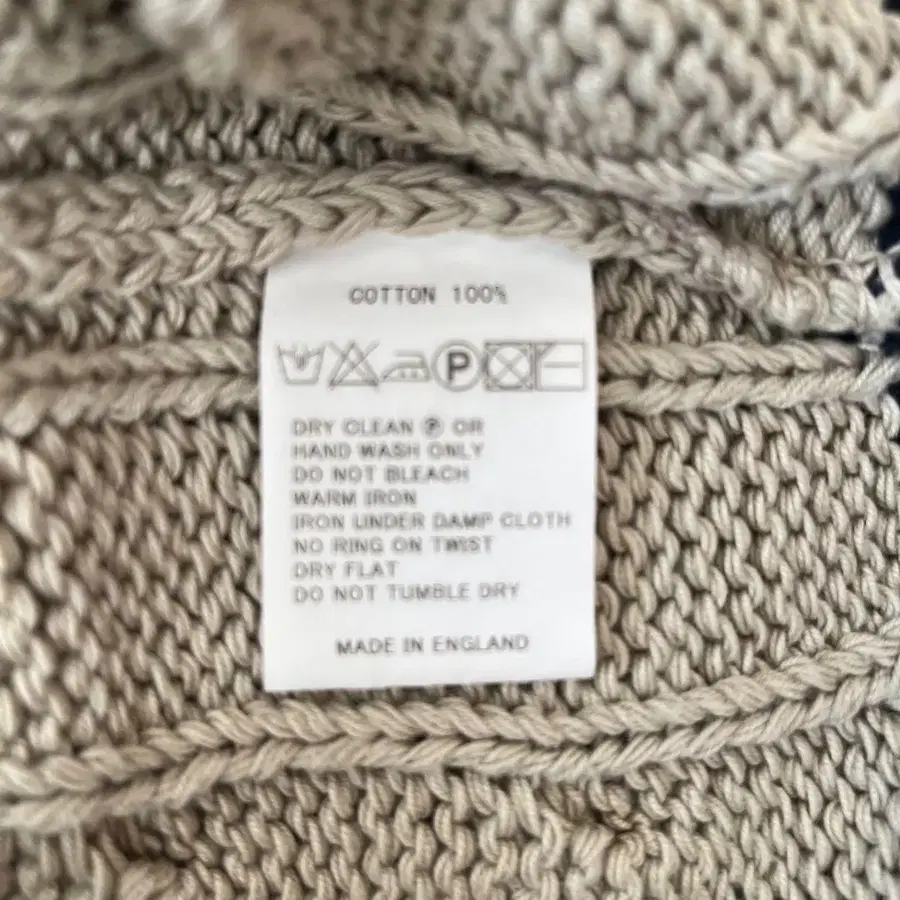 COTTON 100%
P
DRY CLEAN Ⓟ OR
HAND WASH ONLY
DO NOT BLEACH
WARM IRON
IRON UNDER DAMP CLOTH
NO RING ON TWIST
DRY FLAT
DO NOT TUMBLE DRY
MADE IN ENGLAND